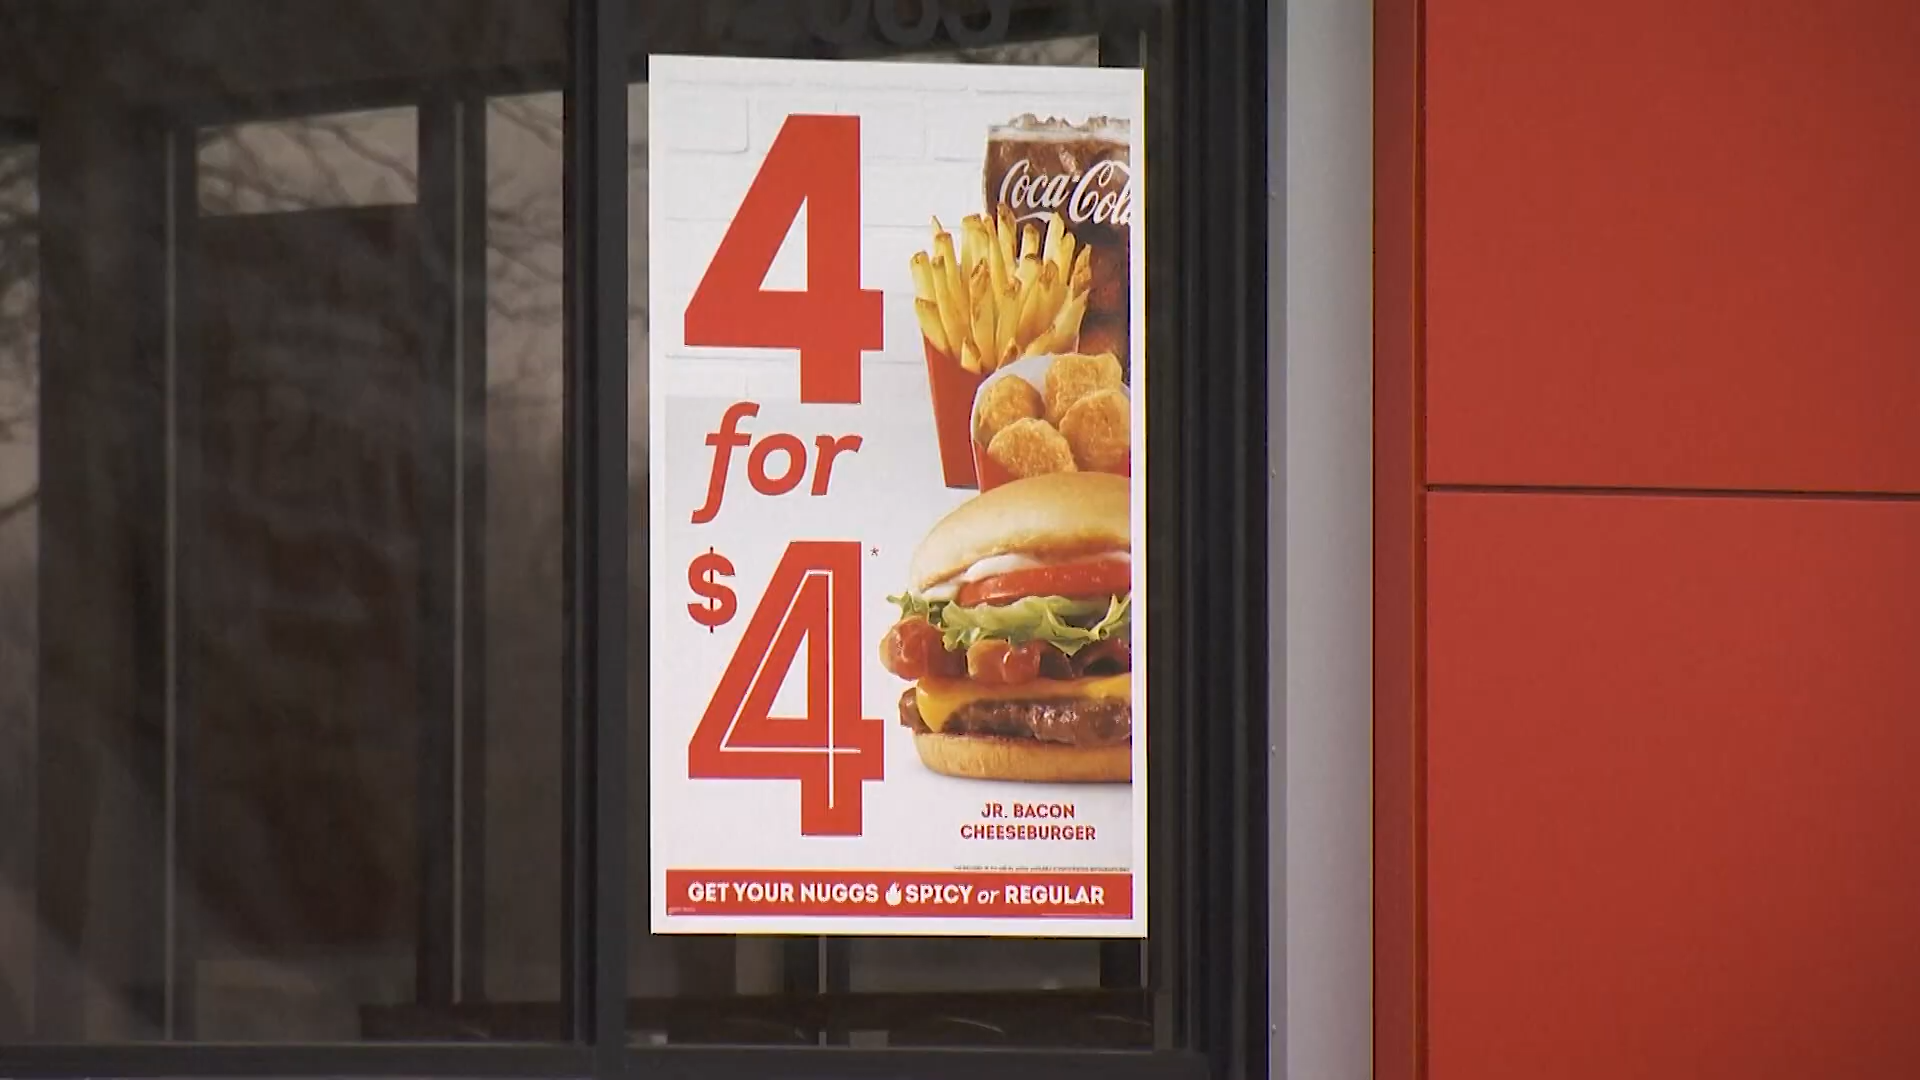 4
for
$4*
Coca-Cola
JR. BACON
CHEESEBURGER
GET YOUR NUGGS SPICY or REGULAR